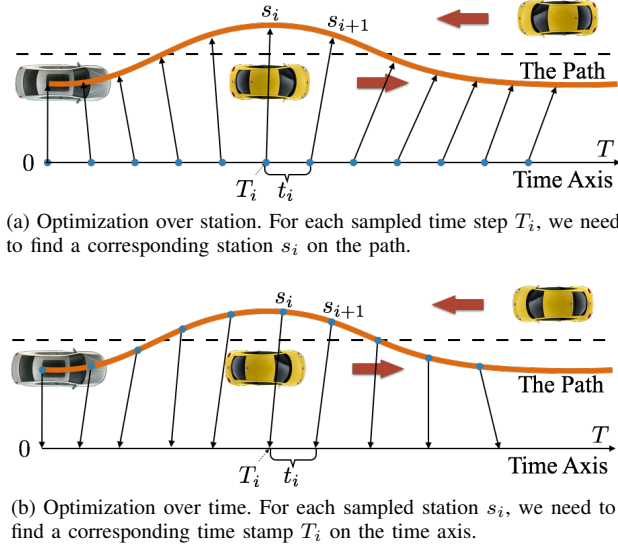 $s_i$
$s_{i+1}$
The Path
0
$T$
$T_i$
$t_i$
Time Axis
(a) Optimization over station. For each sampled time step $T_i$, we need
to find a corresponding station $s_i$ on the path.
$s_i$
$s_{i+1}$
The Path
0
$T$
$T_i$
$t_i$
Time Axis
(b) Optimization over time. For each sampled station $s_i$, we need to
find a corresponding time stamp $T_i$ on the time axis.